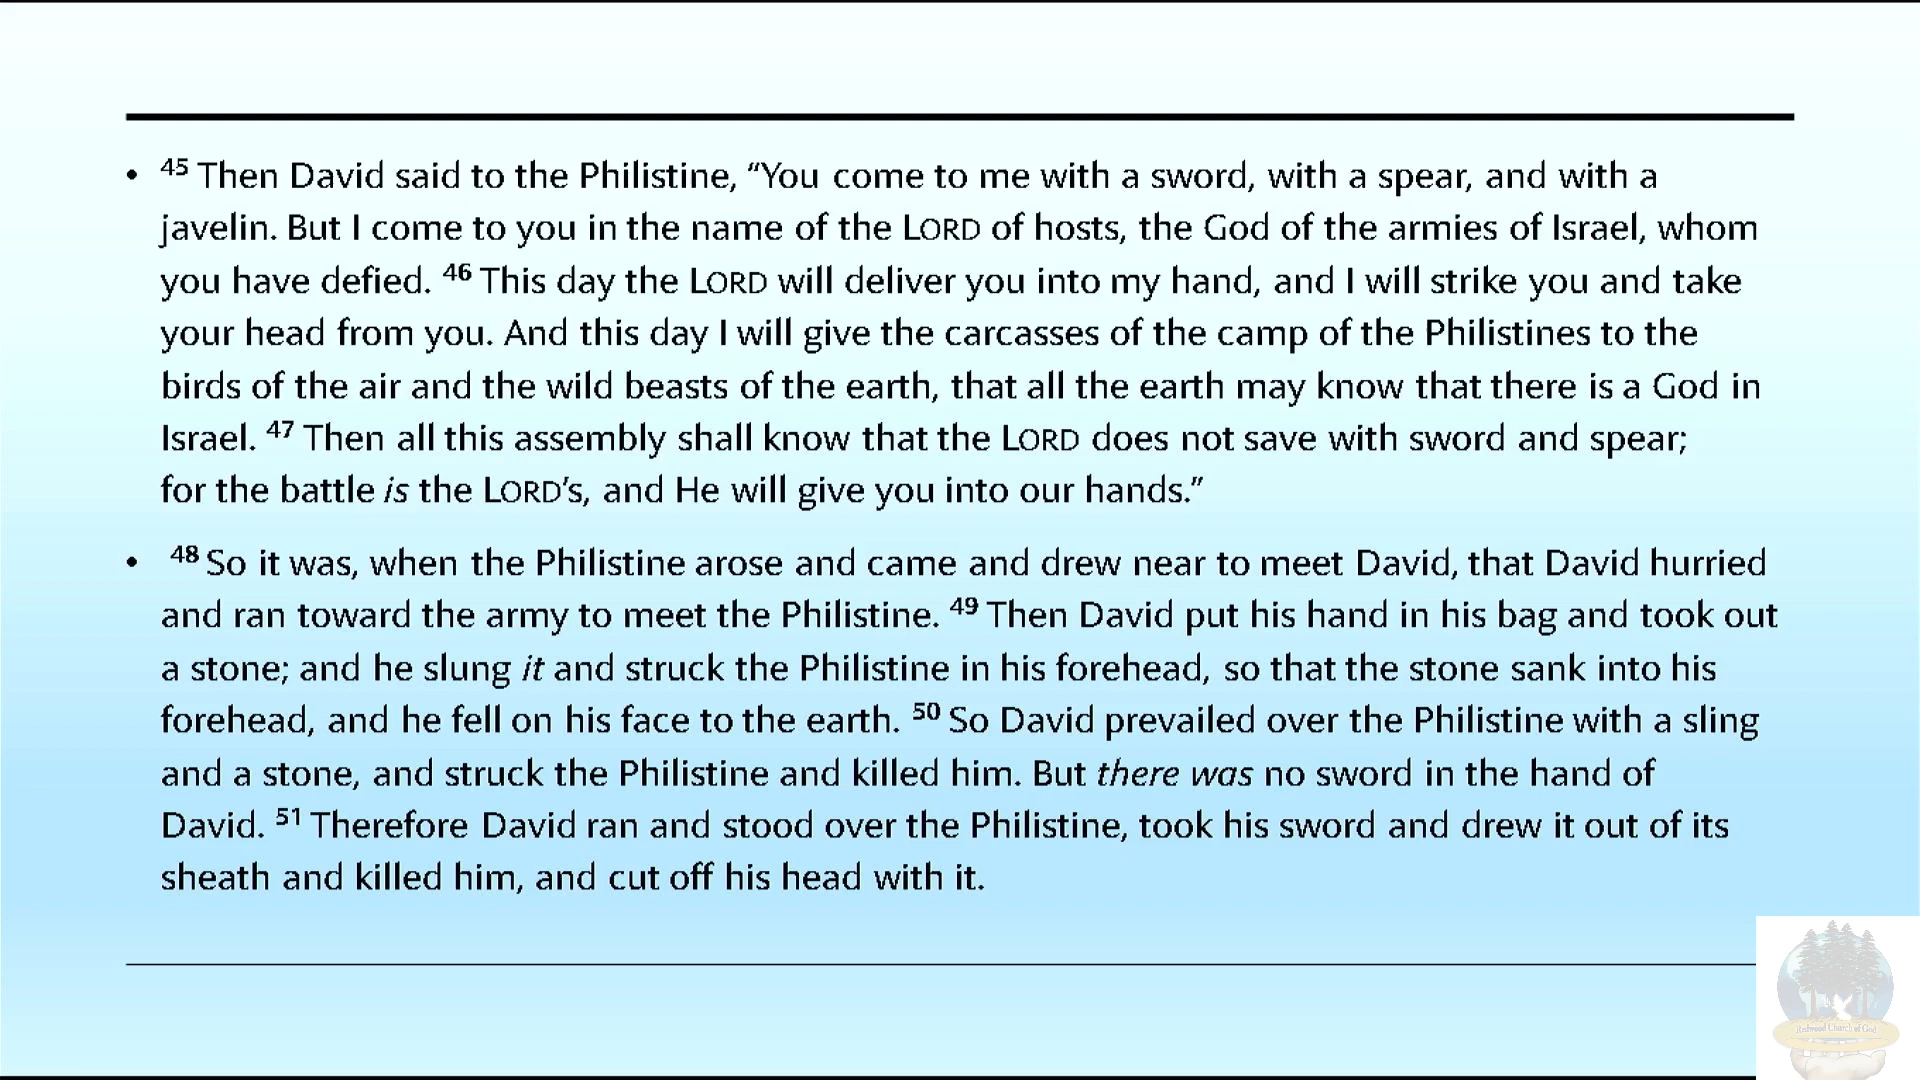 • 45 Then David said to the Philistine, “You come to me with a sword, with a spear, and with a
javelin. But I come to you in the name of the LORD of hosts, the God of the armies of Israel, whom
you have defied. 46 This day the LORD will deliver you into my hand, and I will strike you and take
your head from you. And this day I will give the carcasses of the camp of the Philistines to the
birds of the air and the wild beasts of the earth, that all the earth may know that there is a God in
Israel. 47 Then all this assembly shall know that the LORD does not save with sword and spear;
for the battle is the LORD’s, and He will give you into our hands.”
• 48 So it was, when the Philistine arose and came and drew near to meet David, that David hurried
and ran toward the army to meet the Philistine. 49 Then David put his hand in his bag and took out
a stone; and he slung it and struck the Philistine in his forehead, so that the stone sank into his
forehead, and he fell on his face to the earth. 50 So David prevailed over the Philistine with a sling
and a stone, and struck the Philistine and killed him. But there was no sword in the hand of
David. 51 Therefore David ran and stood over the Philistine, took his sword and drew it out of its
sheath and killed him, and cut off his head with it.
Redwood Church of God